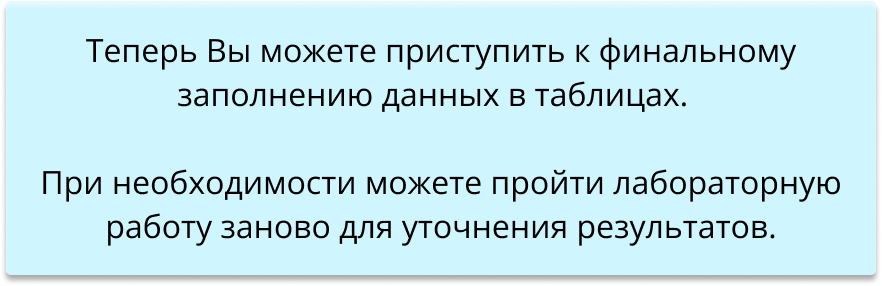 Теперь Вы можете приступить к финальному
заполнению данных в таблицах.
При необходимости можете пройти лабораторную
работу заново для уточнения результатов.